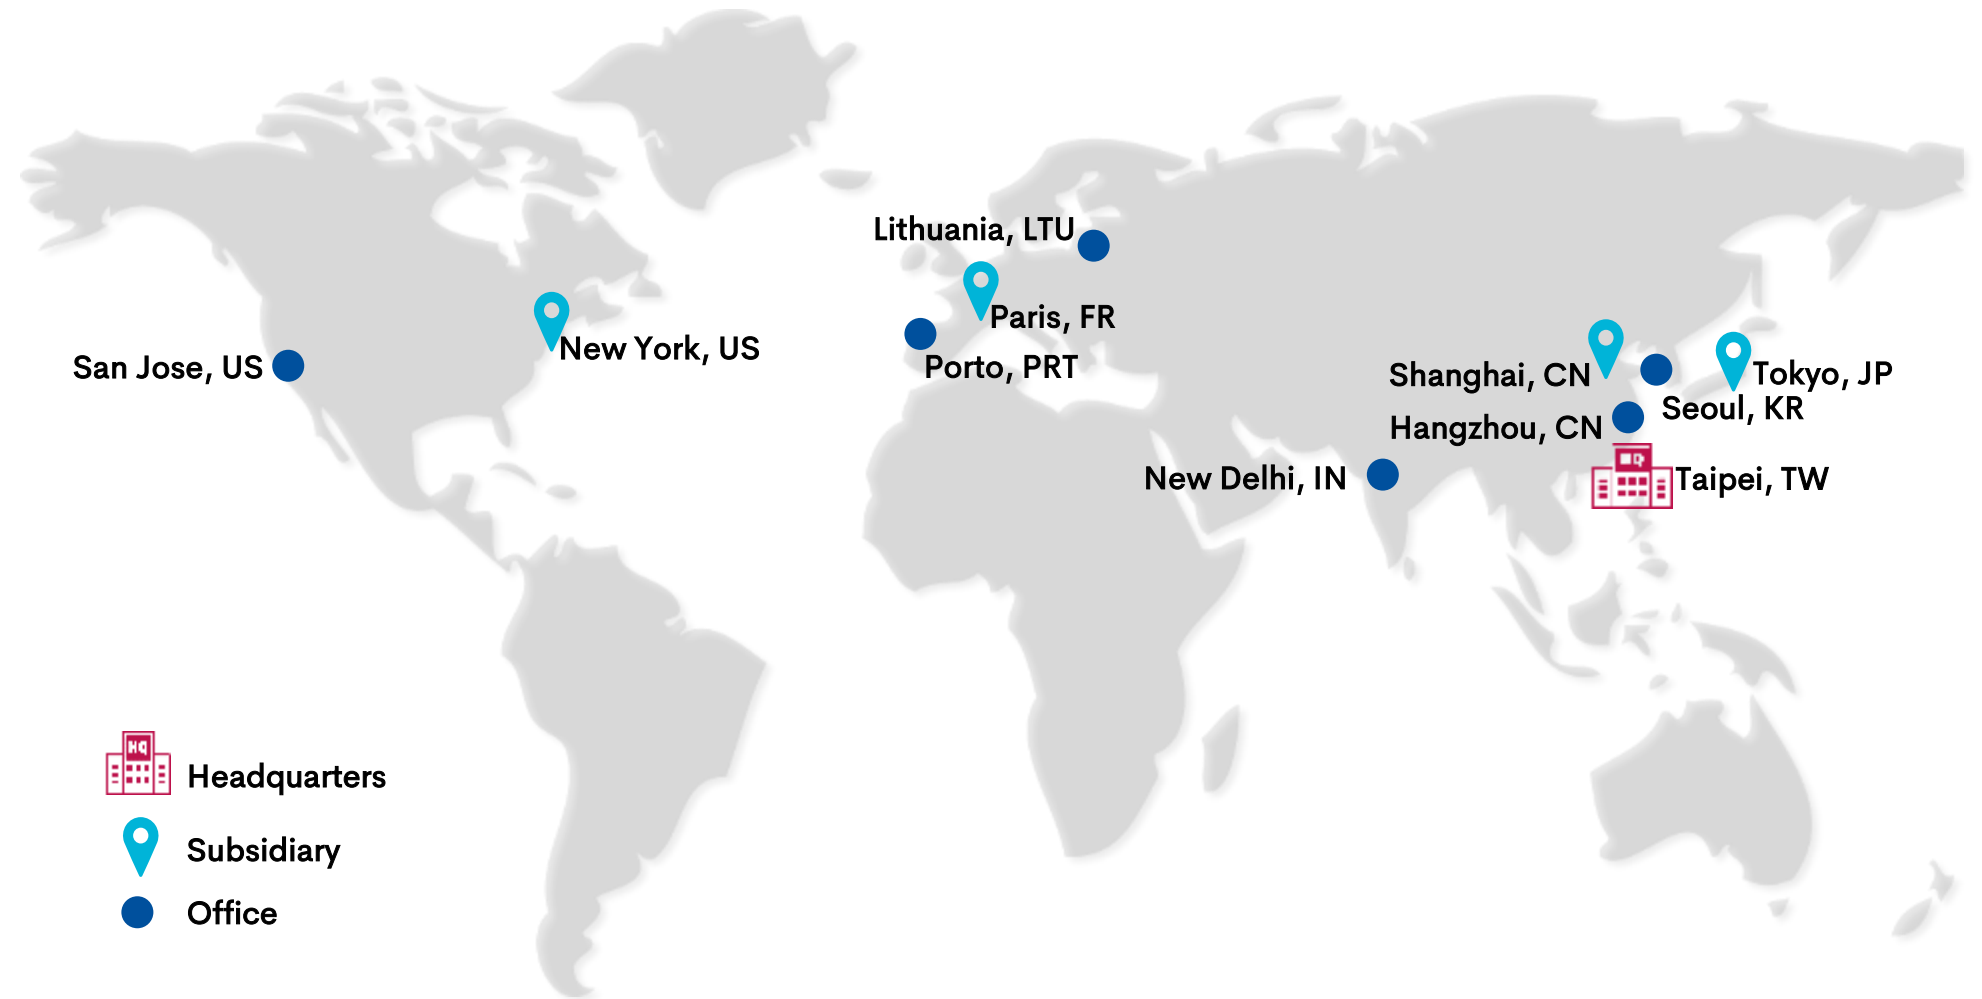 Lithuania, LTU
Paris, FR
New York, US
San Jose, US
Porto, PRT
Shanghai, CN
Tokyo, JP
Seoul, KR
Hangzhou, CN
New Delhi, IN
HQ
Taipei, TW
HQ
Headquarters
Subsidiary
Office